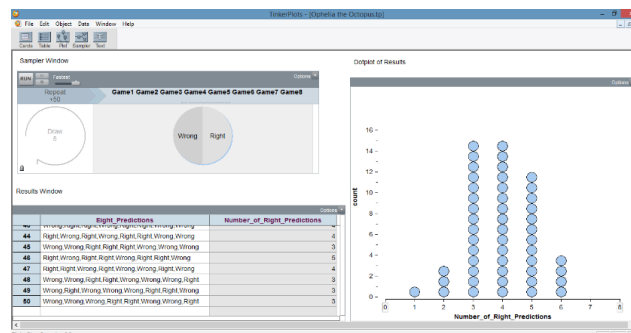 TinkerPlots - [Ophelia the Octopus.tp]
File Edit Object Data Window Help
Cards Table Plot Sampler Text
Sampler Window
Dotplot of Results
RUN
Fastest
Options
Options
Repeat
+50
Game1 Game2 Game3 Game4 Game5 Game6 Game7 Game8
Draw
8
Wrong Right
Results Window
Options
Eight_Predictions Number_of_Right_Predictions
44 Right,Wrong,Right,Wrong,Right,Right,Wrong,Wrong 4
45 Wrong,Wrong,Right,Right,Right,Wrong,Wrong,Wrong 3
46 Right,Wrong,Right,Right,Wrong,Right,Right,Wrong 5
47 Right,Right,Wrong,Right,Wrong,Right,Wrong,Wrong 4
48 Wrong,Wrong,Right,Wrong,Right,Wrong,Wrong,Right 3
49 Wrong,Right,Wrong,Wrong,Wrong,Right,Wrong,Right 3
50 Wrong,Wrong,Wrong,Right,Right,Wrong,Wrong,Right 3
16
14
12
10
8
6
4
2
0
count
0 1 2 3 4 5 6 7 8
Number_of_Right_Predictions